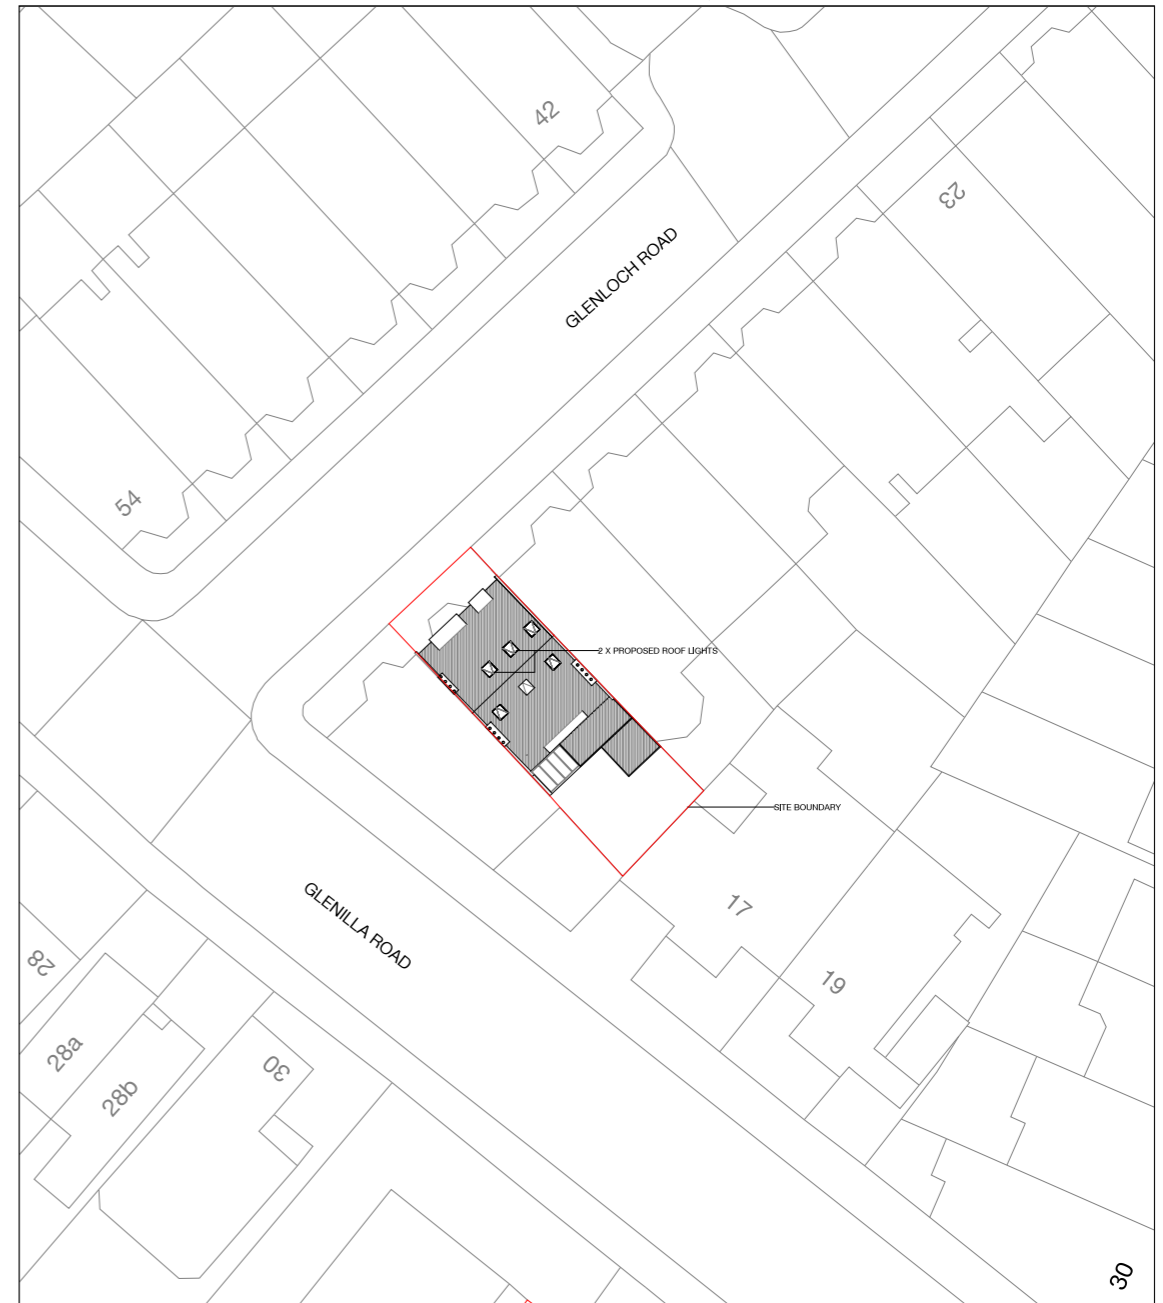 42
23
GLENLOCH ROAD
54
2 X PROPOSED ROOF LIGHTS
SITE BOUNDARY
GLENILLA ROAD
17
28
19
28a
30
28b
30